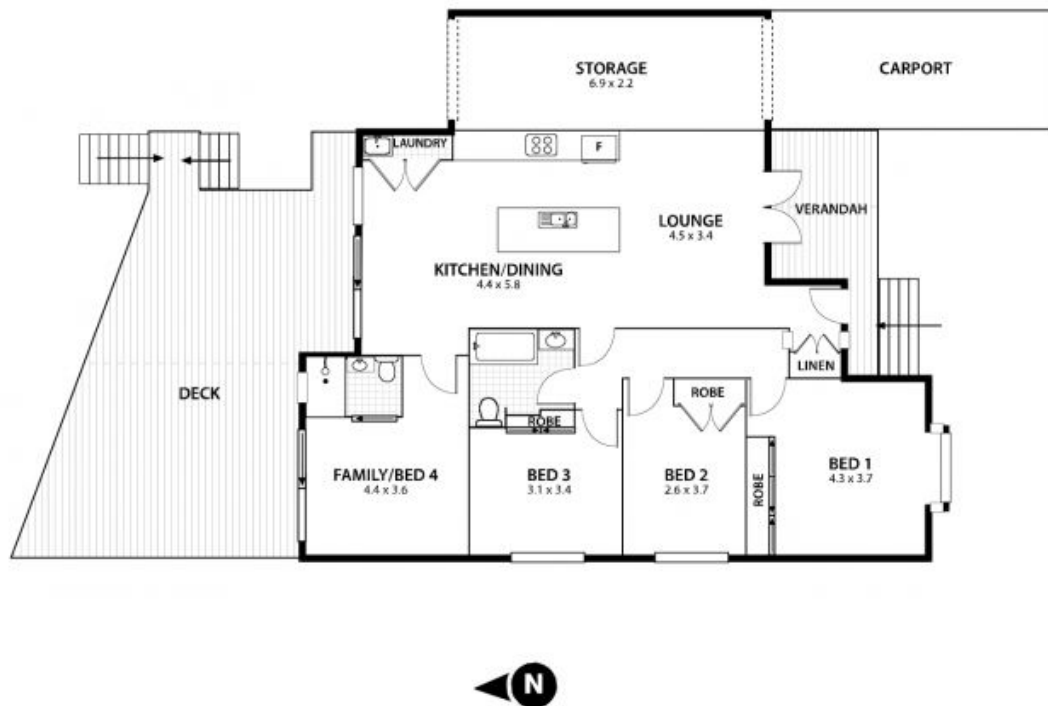 STORAGE
6.9 x 2.2
CARPORT
LAUNDRY
F
LOUNGE
4.5 x 3.4
VERANDAH
KITCHEN/DINING
4.4 x 5.8
LINEN
DECK
ROBE
ROBE
FAMILY/BED 4
4.4 x 3.6
BED 3
3.1 x 3.4
BED 2
2.6 x 3.7
ROBE
BED 1
4.3 x 3.7
N